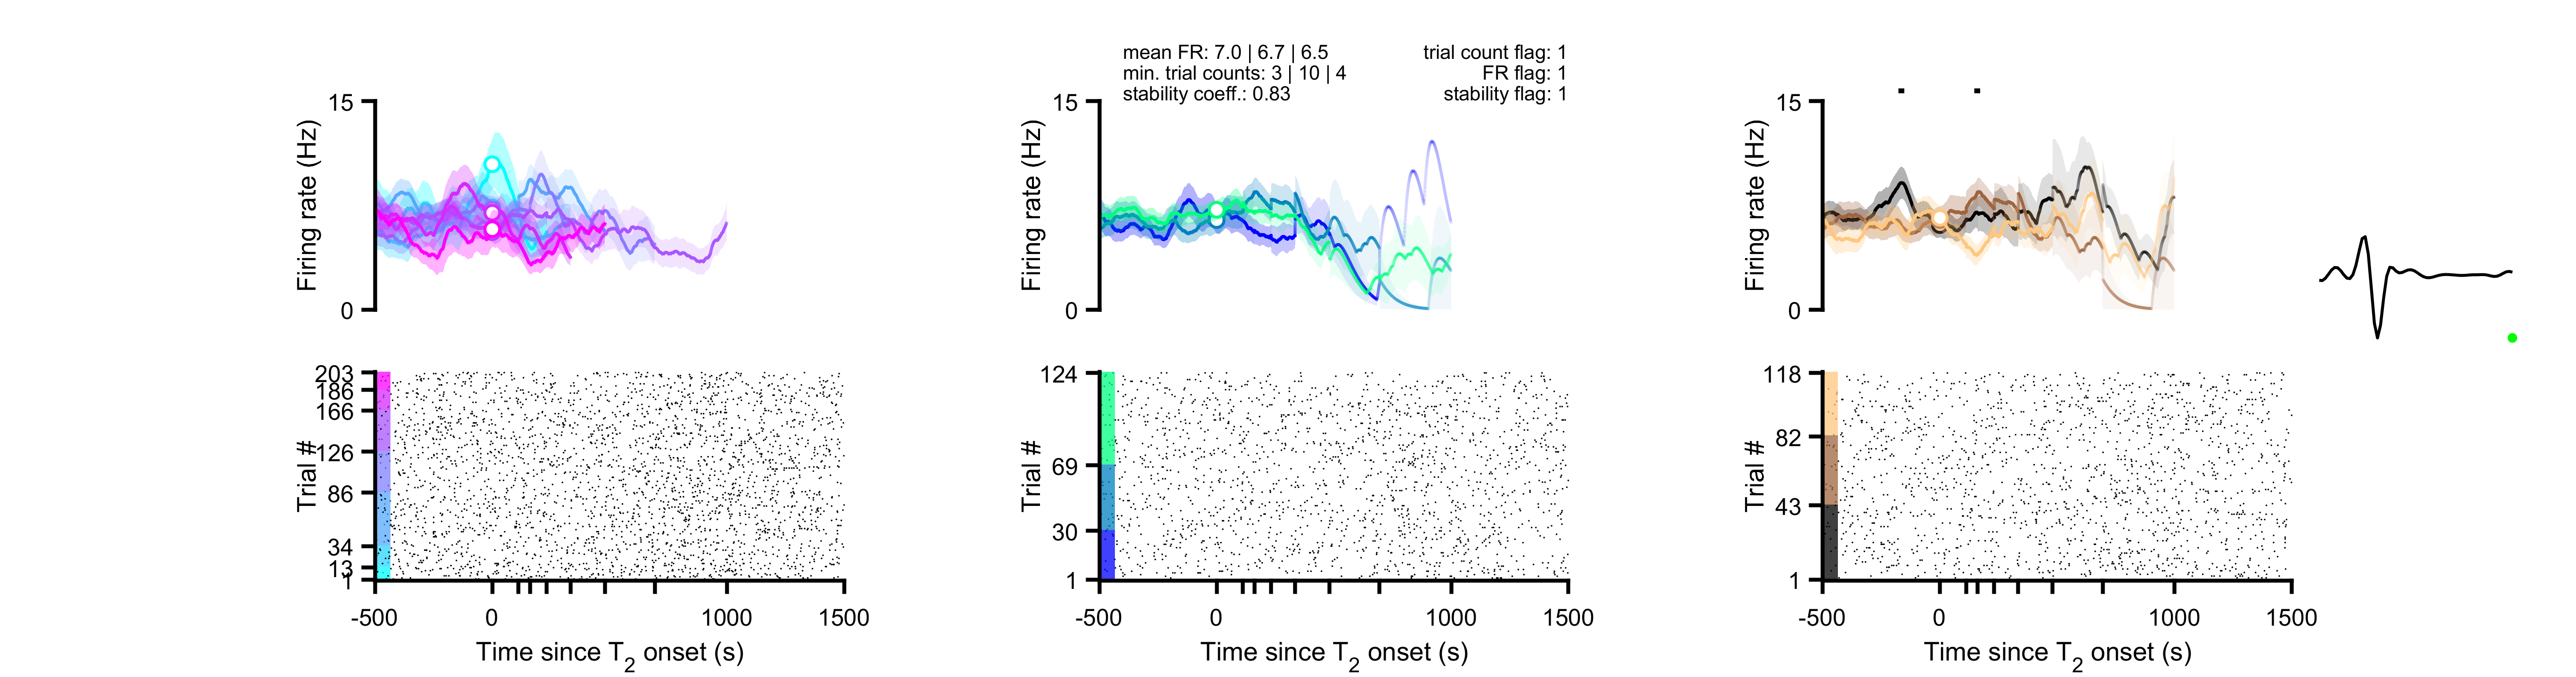 mean FR: 7.0 | 6.7 | 6.5
min. trial counts: 3 | 10 | 4
stability coeff.: 0.83
trial count flag: 1
FR flag: 1
stability flag: 1
Firing rate (Hz)
15
0
Firing rate (Hz)
15
0
Firing rate (Hz)
15
0
Trial #
203
186
166
126
86
34
13
1
-500
0
1000
1500
Time since T2 onset (s)
Trial #
124
69
30
1
-500
0
1000
1500
Time since T2 onset (s)
Trial #
118
82
43
1
-500
0
1000
1500
Time since T2 onset (s)